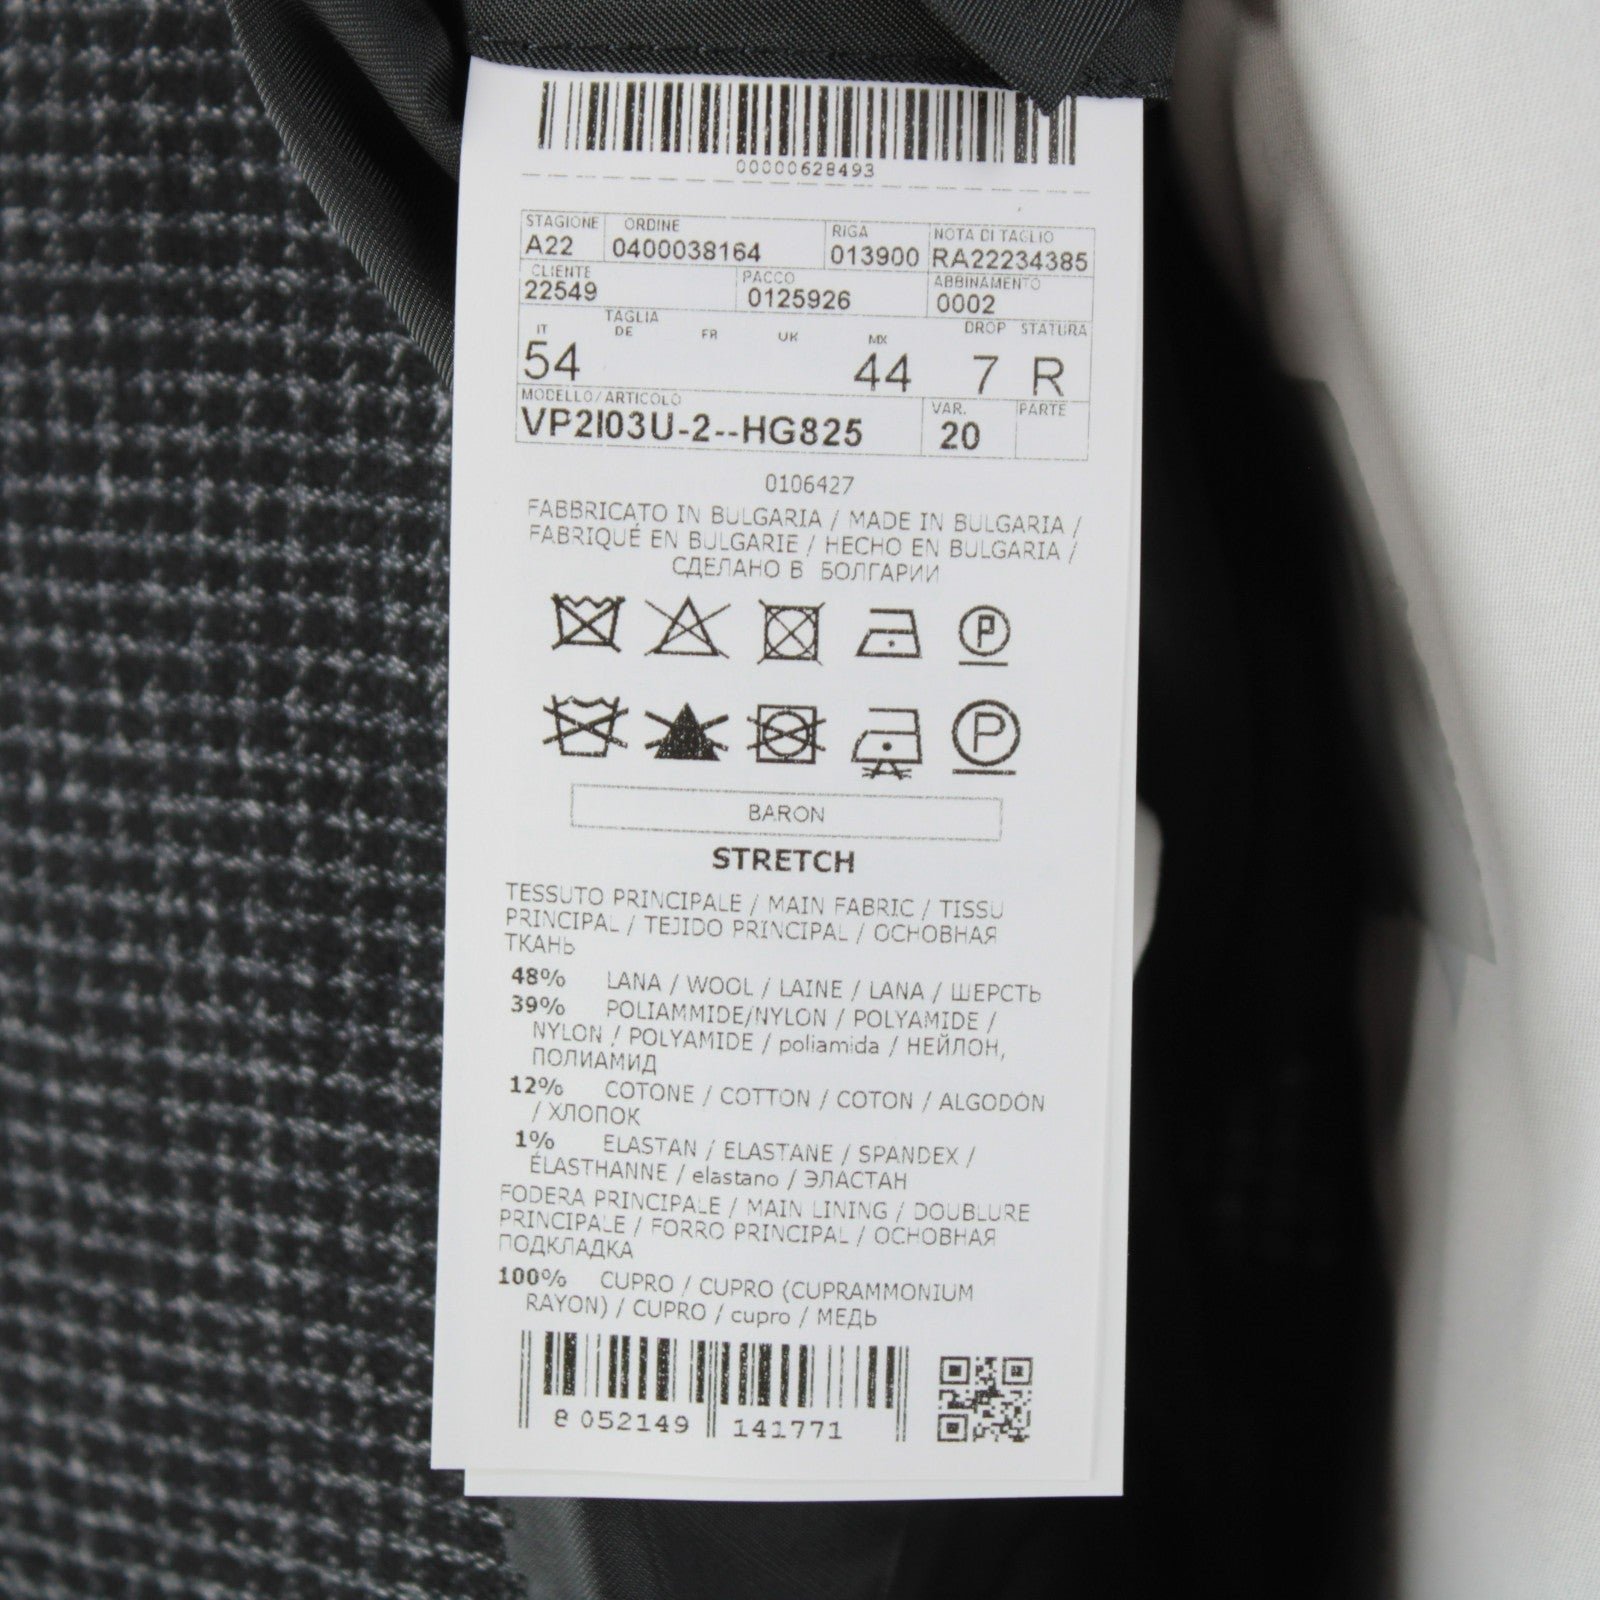 00000628493
STAGIONE ORDINE RIGA NOTA DI TAGLIO
A22 0400038164 013900 RA22234385
CLIENTE PACCO ABBINAMENTO
22549 0125926 0002
TAGLIA DROP STATURA
IT DE FR UK MX
54 44 7 R
MODELLO/ARTICOLO VAR. PARTE
VP2I03U-2--HG825 20
0106427
FABBRICATO IN BULGARIA / MADE IN BULGARIA /
FABRIQUÉ EN BULGARIE / HECHO EN BULGARIA /
СДЕЛАНО В БОЛГАРИИ
P
P
BARON
STRETCH
TESSUTO PRINCIPALE / MAIN FABRIC / TISSU
PRINCIPAL / TEJIDO PRINCIPAL / ОСНОВНАЯ
ТКАНЬ
48% LANA / WOOL / LAINE / LANA / ШЕРСТЬ
39% POLIAMMIDE/NYLON / POLYAMIDE /
NYLON / POLYAMIDE / poliamida / НЕЙЛОН,
ПОЛИАМИД
12% COTONE / COTTON / COTON / ALGODÓN
/ ХЛОПОК
1% ELASTAN / ELASTANE / SPANDEX /
ÉLASTHANNE / elastano / ЭЛАСТАН
FODERA PRINCIPALE / MAIN LINING / DOUBLURE
PRINCIPALE / FORRO PRINCIPAL / ОСНОВНАЯ
ПОДКЛАДКА
100% CUPRO / CUPRO (CUPRAMMONIUM
RAYON) / CUPRO / cupro / МЕДЬ
8 052149 141771